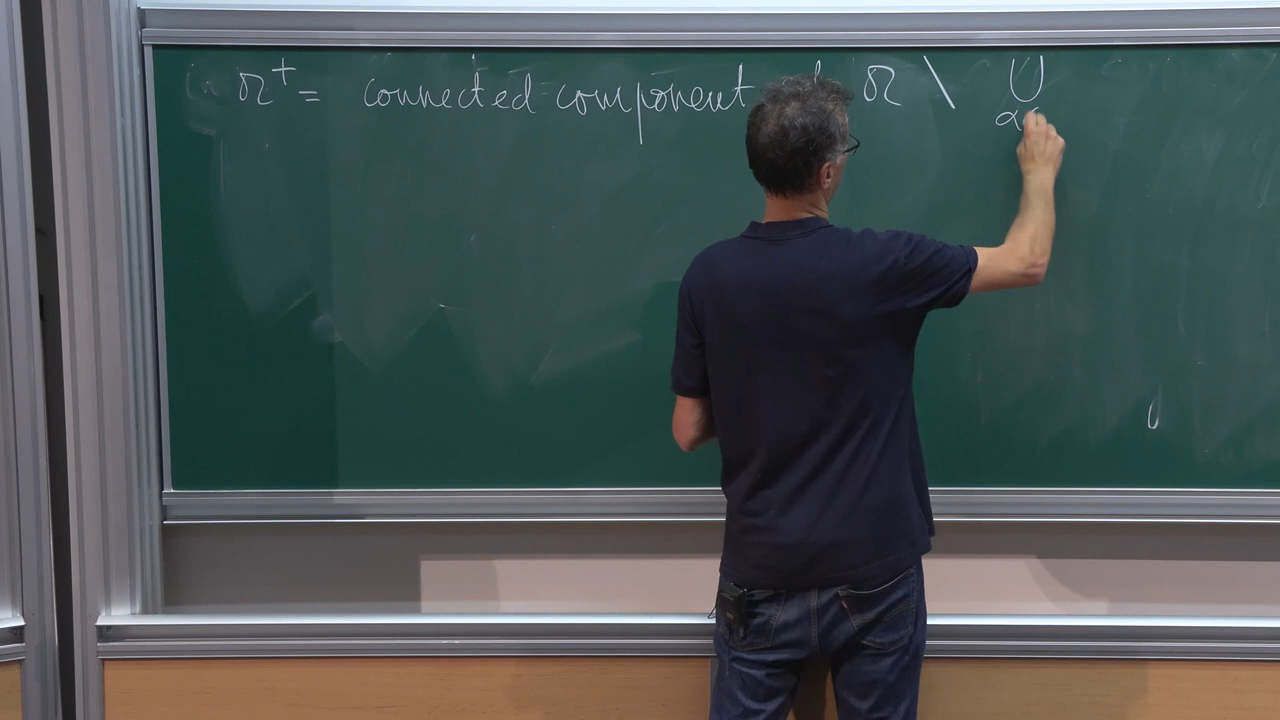 𝔞⁺ = connected component of 𝔞 \ ∪
α